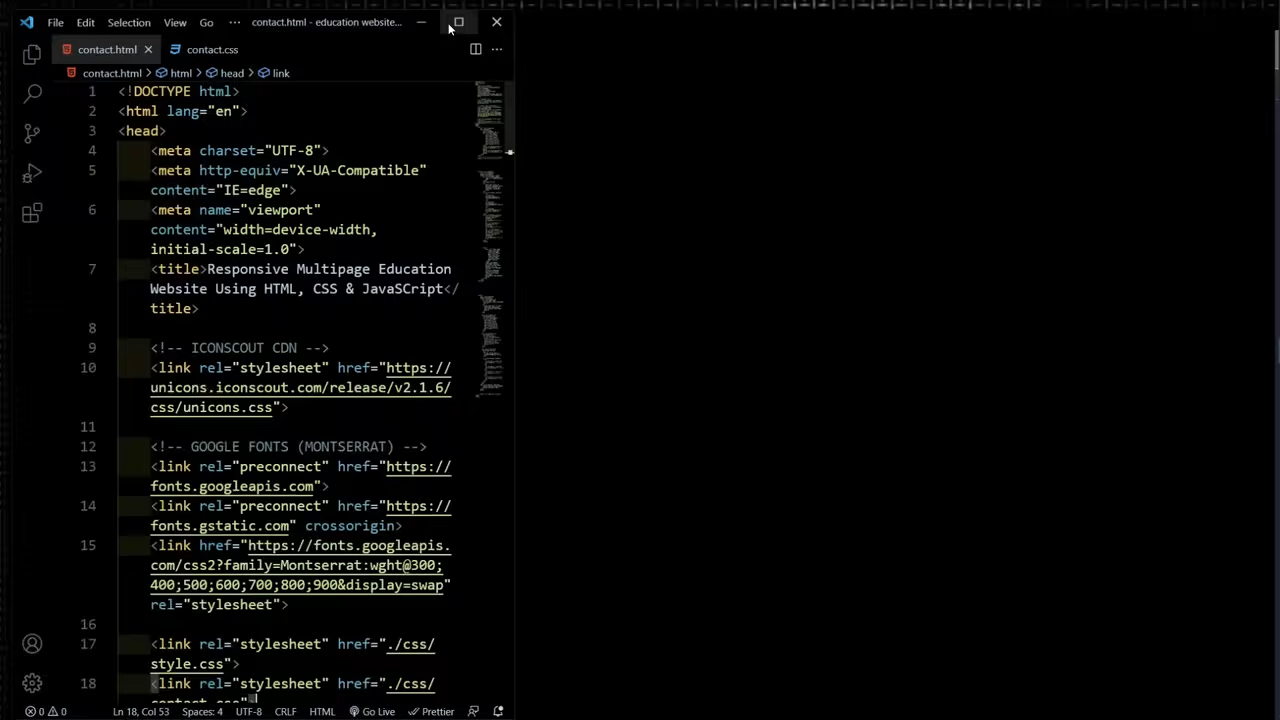 File Edit Selection View Go ... contact.html - education website...
contact.html contact.css
contact.html > html > head > link
1 <!DOCTYPE html>
2 <html lang="en">
3 <head>
4 <meta charset="UTF-8">
5 <meta http-equiv="X-UA-Compatible"
content="IE=edge">
6 <meta name="viewport"
content="width=device-width,
initial-scale=1.0">
7 <title>Responsive Multipage Education
Website Using HTML, CSS & JavaSCript</
title>
8
9 <!-- ICONSCOUT CDN -->
10 <link rel="stylesheet" href="https://
unicons.iconscout.com/release/v2.1.6/
css/unicons.css">
11
12 <!-- GOOGLE FONTS (MONTSERRAT) -->
13 <link rel="preconnect" href="https://
fonts.googleapis.com">
14 <link rel="preconnect" href="https://
fonts.gstatic.com" crossorigin>
15 <link href="https://fonts.googleapis.
com/css2?family=Montserrat:wght@300;
400;500;600;700;800;900&display=swap"
rel="stylesheet">
16
17 <link rel="stylesheet" href="./css/
style.css">
18 <link rel="stylesheet" href="./css/
contact.css">
0 0 Ln 18, Col 53 Spaces: 4 UTF-8 CRLF HTML Go Live Prettier